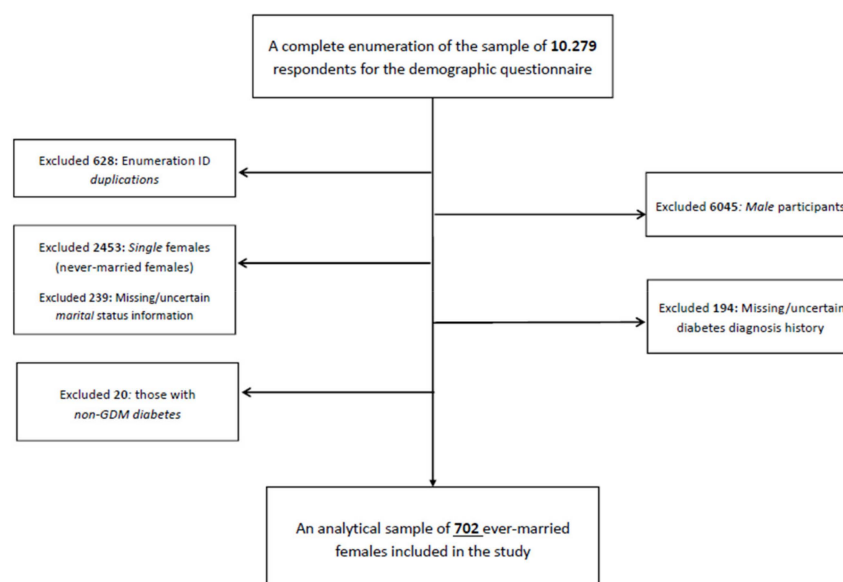 A complete enumeration of the sample of 10.279
respondents for the demographic questionnaire
Excluded 628: Enumeration ID
duplications
Excluded 6045: Male participants
Excluded 2453: Single females
(never-married females)
Excluded 239: Missing/uncertain
marital status information
Excluded 194: Missing/uncertain
diabetes diagnosis history
Excluded 20: those with
non-GDM diabetes
An analytical sample of 702 ever-married
females included in the study